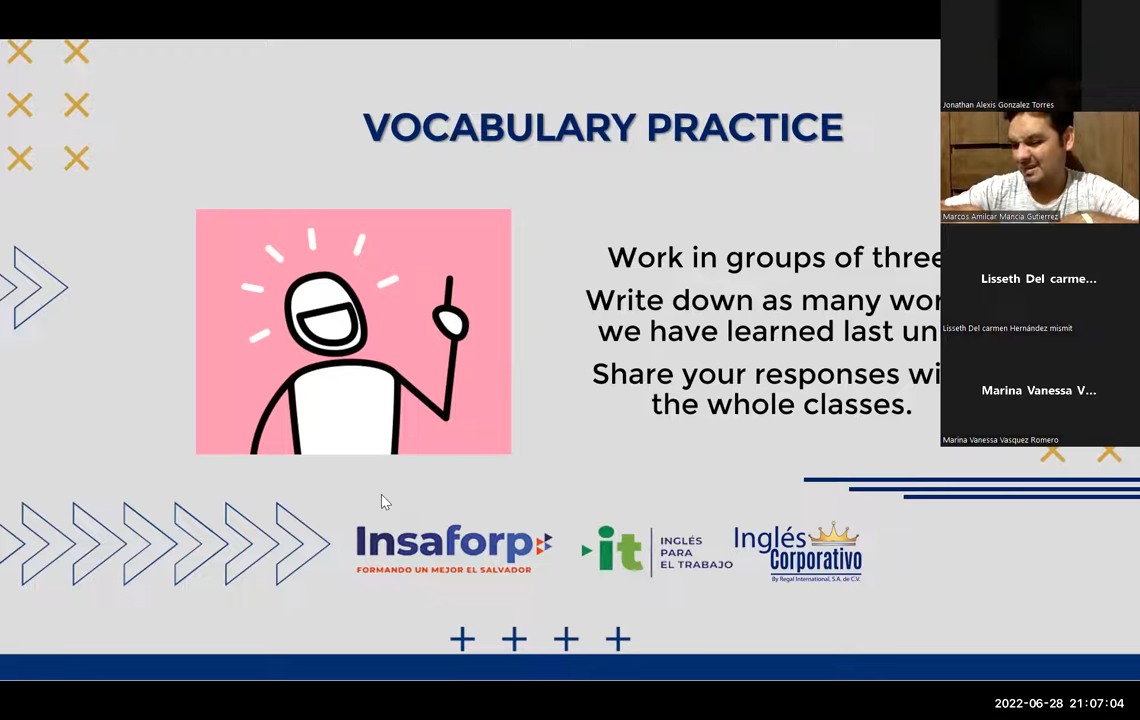 VOCABULARY PRACTICE
Work in groups of three
Write down as many wor
we have learned last un
Share your responses wi
the whole classes.
Jonathan Alexis Gonzalez Torres
Marcos Amilcar Mancia Gutierrez
Lisseth Del carme...
Lisseth Del carmen Hernández mismit
Marina Vanessa V...
Marina Vanessa Vasquez Romero
Insaforp
FORMANDO UN MEJOR EL SALVADOR
it
INGLÉS
PARA
EL TRABAJO
Inglés
Corporativo
By Regal International, S.A. de C.V.
2022-06-28 21:07:04